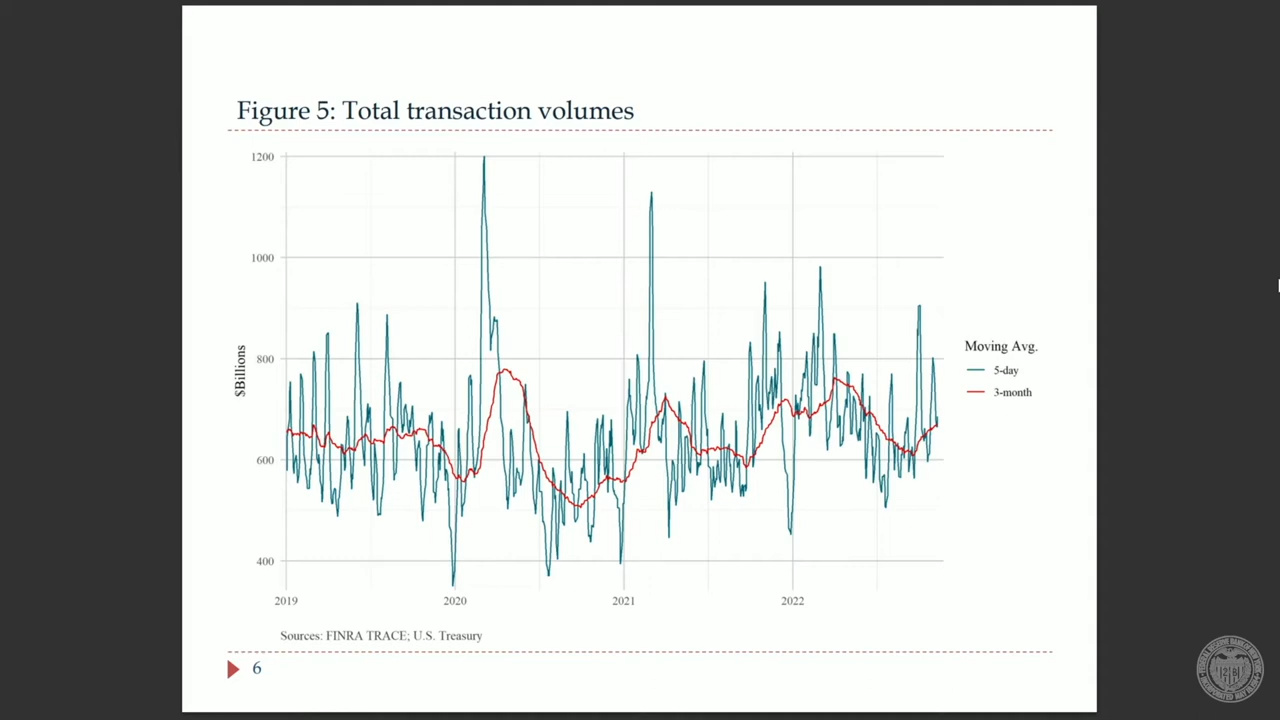 Figure 5: Total transaction volumes
1200
1000
800
600
400
$Billions
2019
2020
2021
2022
Moving Avg.
5-day
3-month
Sources: FINRA TRACE; U.S. Treasury
6